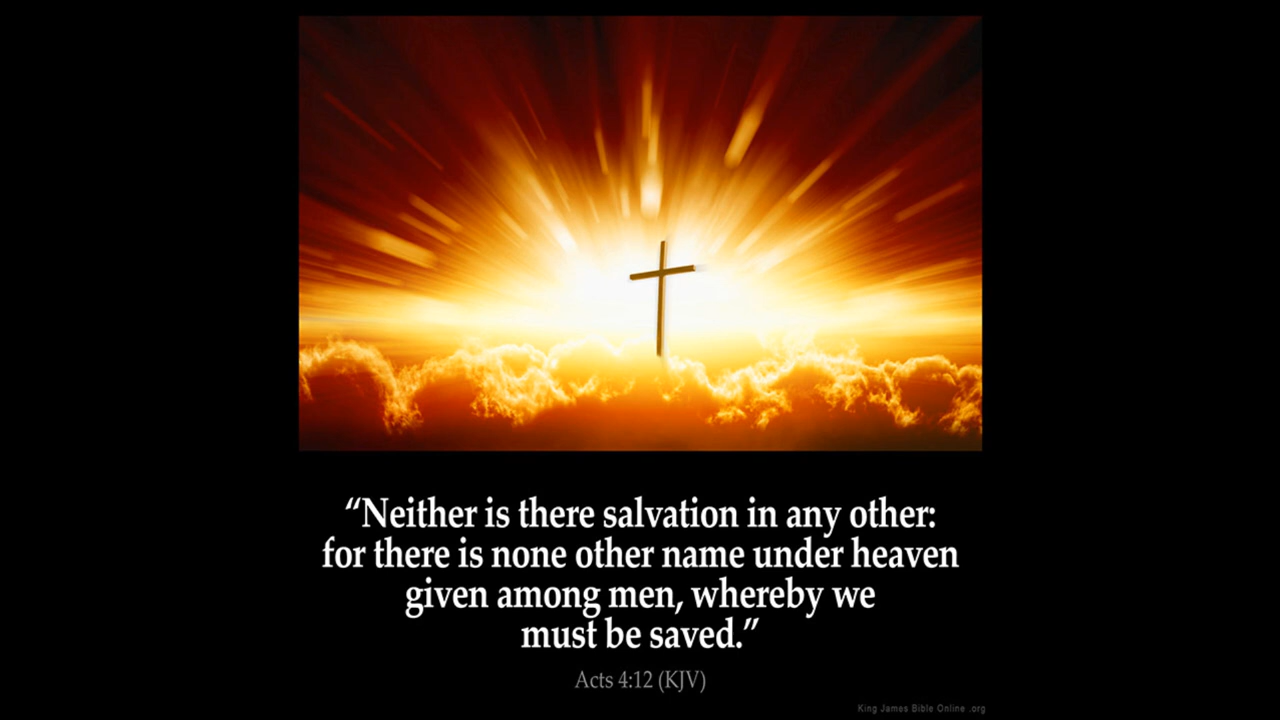 “Neither is there salvation in any other:
for there is none other name under heaven
given among men, whereby we
must be saved.”
Acts 4:12 (KJV)
King James Bible Online .org